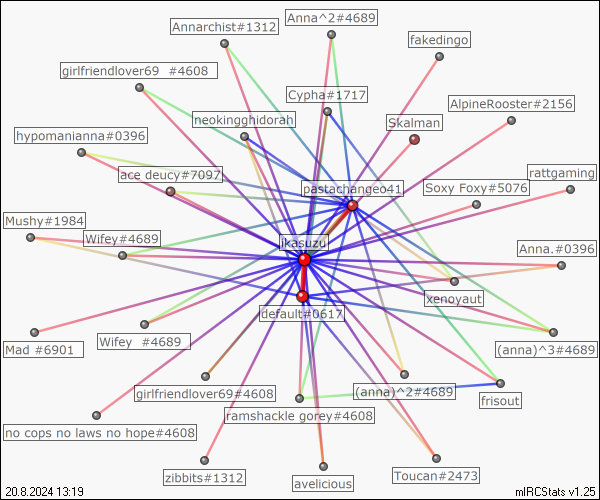 Anna^2#4689
Annarchist#1312
fakedingo
girlfriendlover69  #4608
Cypha#1717
AlpineRooster#2156
neokingghidorah
Skalman
hypomanianna#0396
ace deucy#7097
rattgaming
pastachangeo41
Soxy Foxy#5076
Mushy#1984
Wifey#4689
jkasuzu
Anna.#0396
xenoyaut
default#0617
Mad #6901
Wifey  #4689
(anna)^3#4689
girlfriendlover69#4608
(anna)^2#4689
frisout
ramshackle gorey#4608
no cops no laws no hope#4608
zibbits#1312
avelicious
Toucan#2473
20.8.2024 13:19
mIRCStats v1.25